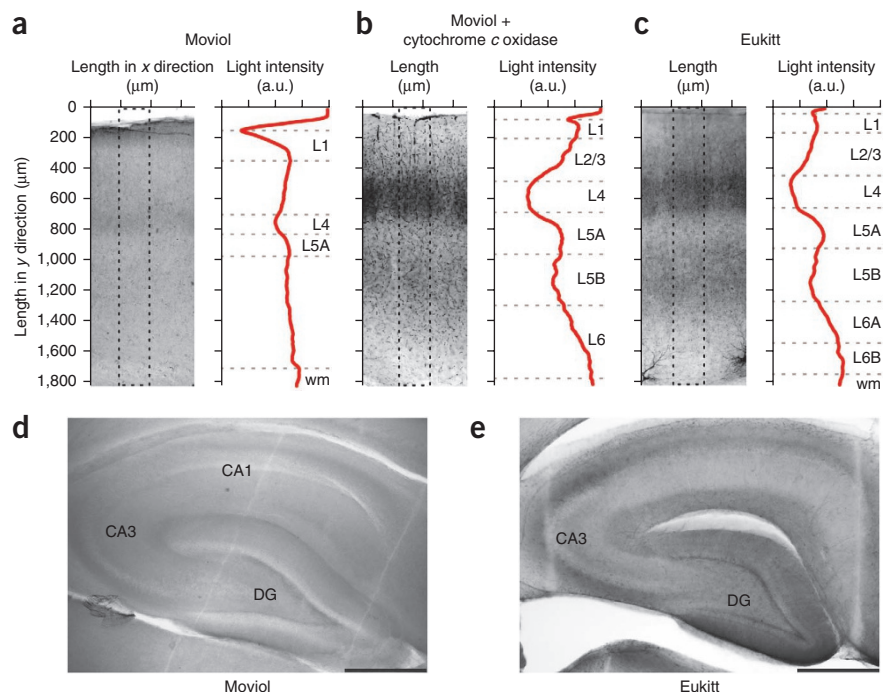 a
Moviol
Length in x direction
(μm)
Light intensity
(a.u.)
0
200
400
600
800
1,000
1,200
1,400
1,600
1,800
Length in y direction (μm)
L1
L4
L5A
wm
b
Moviol +
cytochrome c oxidase
Length
(μm)
Light intensity
(a.u.)
L1
L2/3
L4
L5A
L5B
L6
c
Eukitt
Length
(μm)
Light intensity
(a.u.)
L1
L2/3
L4
L5A
L5B
L6A
L6B
wm
d
CA1
CA3
DG
Moviol
e
CA3
DG
Eukitt